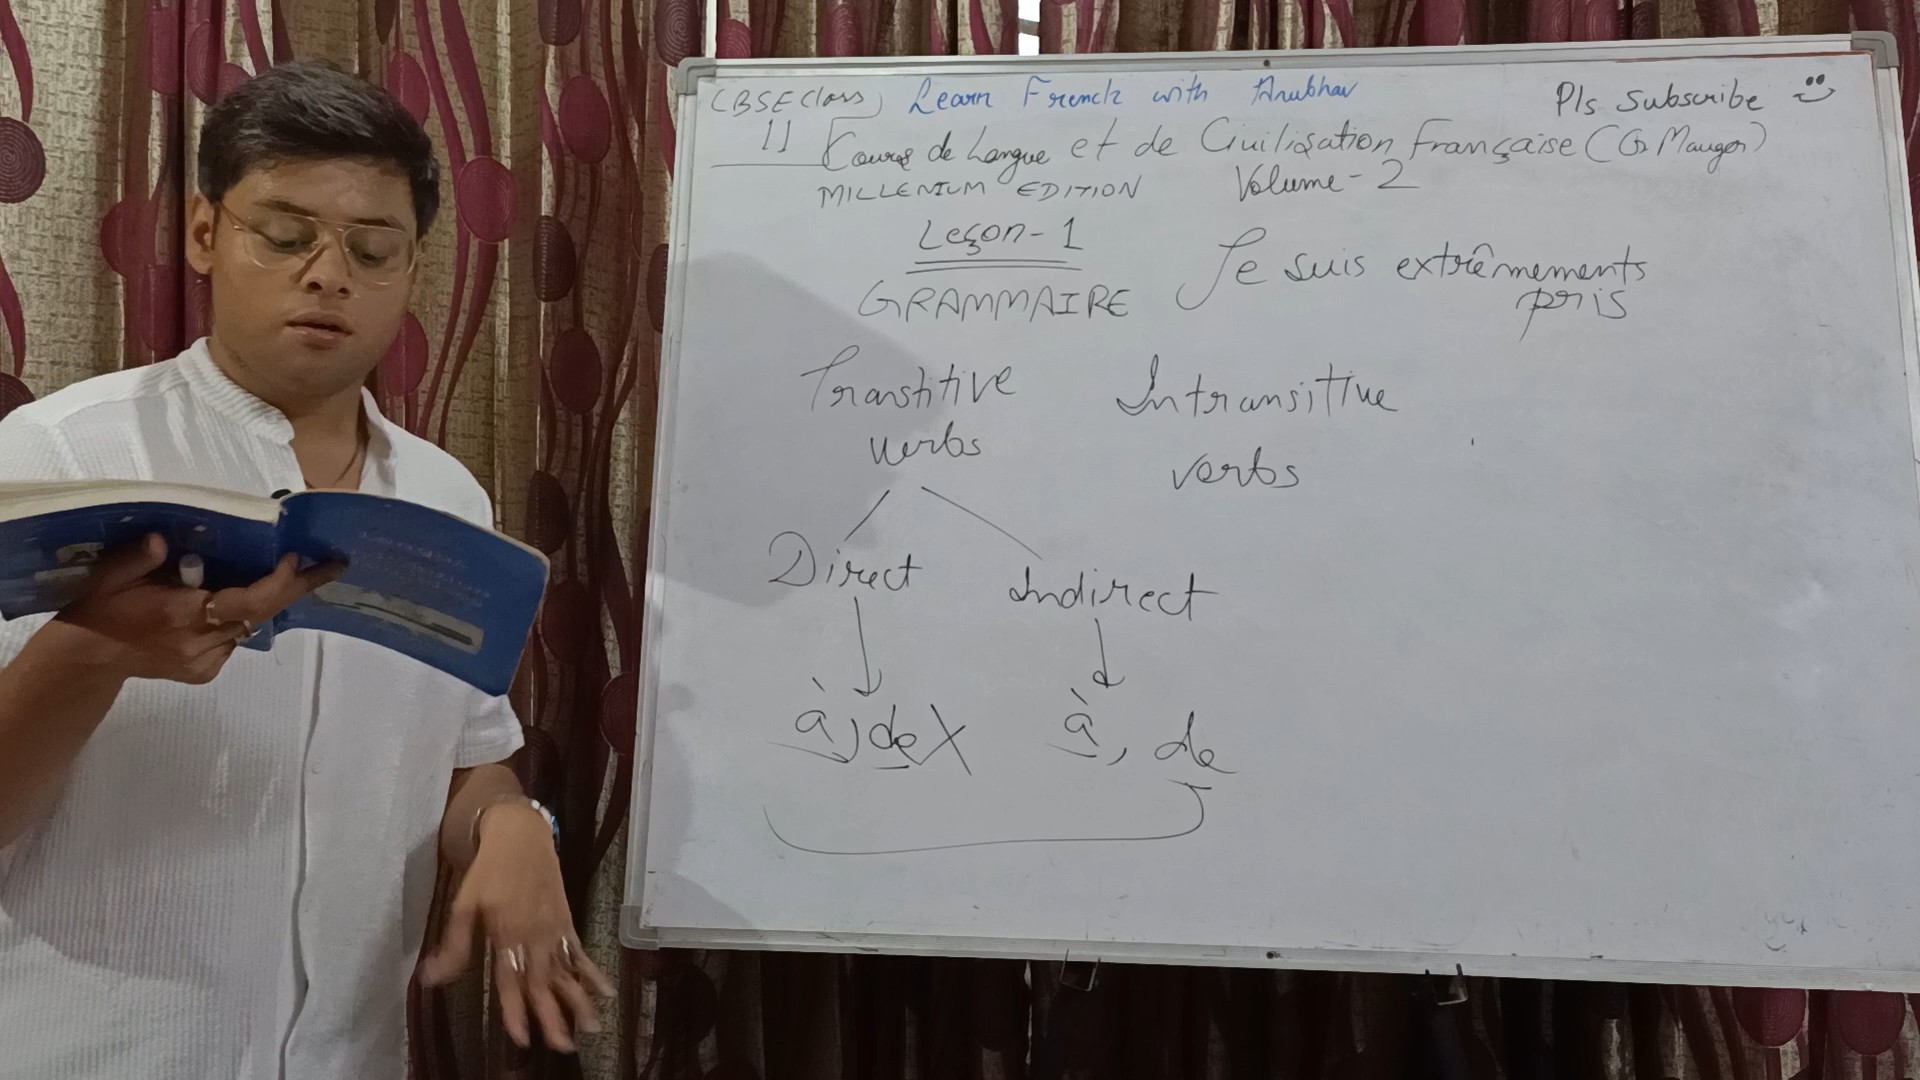 CBSE Class Learn French with Anubhav Pls Subscribe
11 Cours de Langue et de Civilisation Française (G. Mauger)
MILLENIUM EDITION Volume - 2
Leçon - 1
GRAMMAIRE Je suis extrêmements
pris
Transtitive Intransitive
verbs verbs
Direct Indirect
à, de X à, de